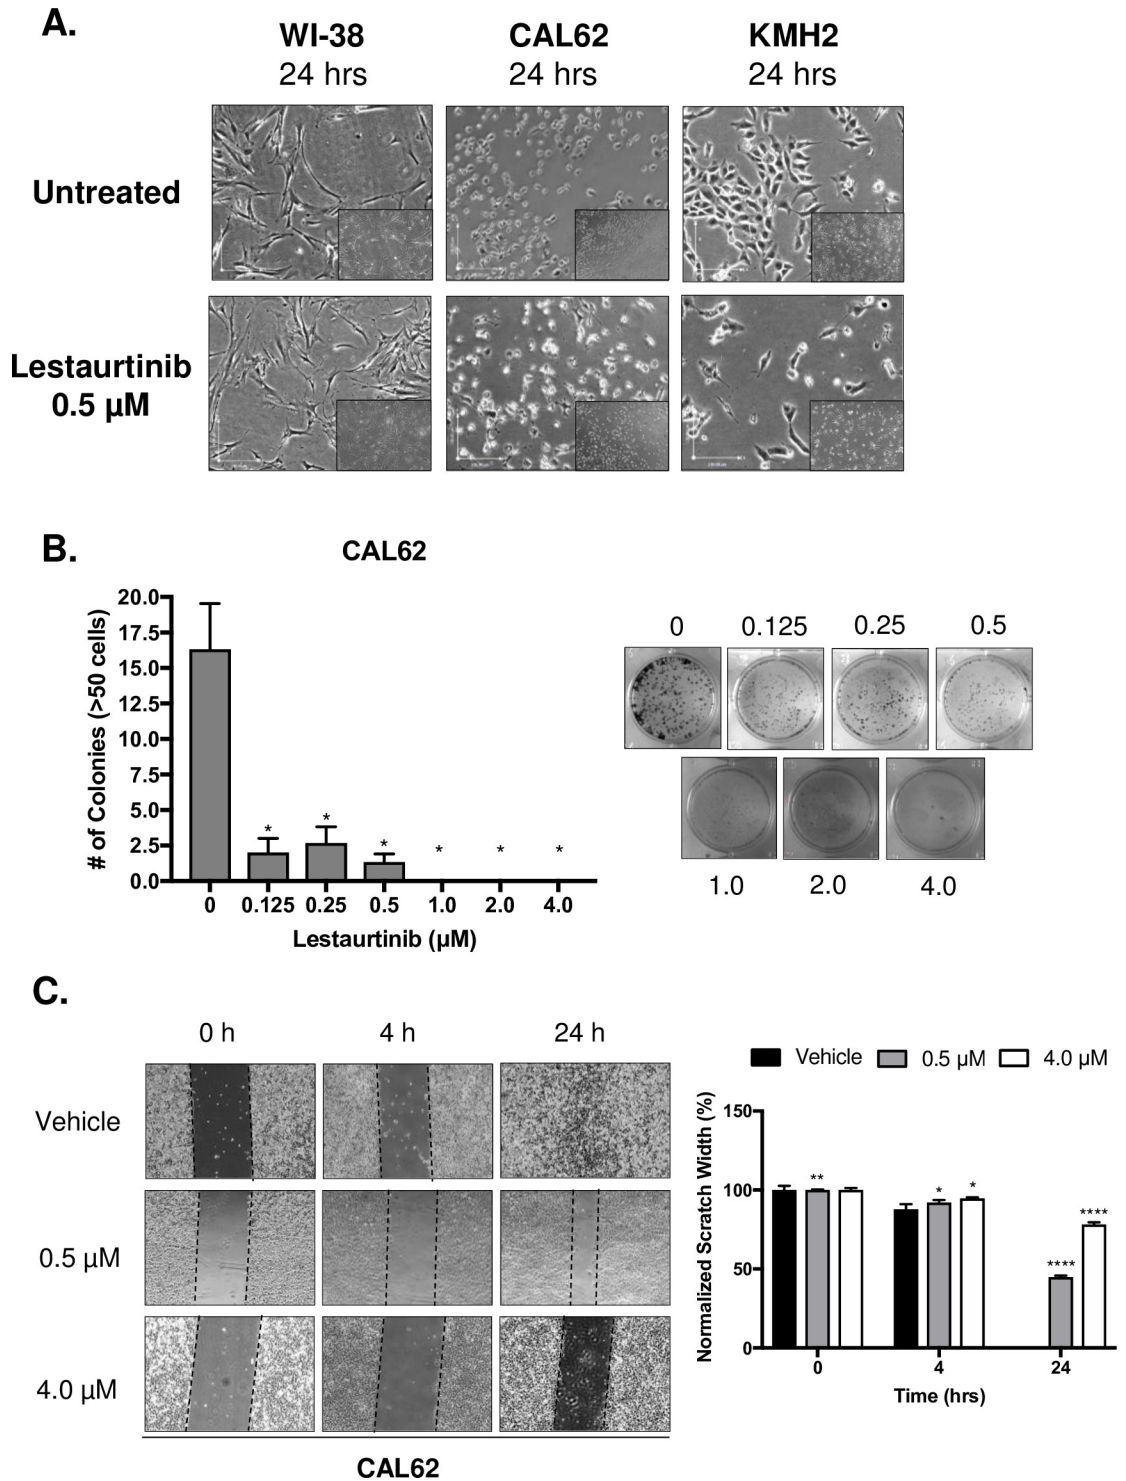 A.
WI-38 CAL62 KMH2
24 hrs 24 hrs 24 hrs
Untreated
Lestaurtinib
0.5 µM
B.
CAL62
# of Colonies (>50 cells)
20.0
17.5
15.0
12.5
10.0
7.5
5.0
2.5
0.0
* * * * * *
0 0.125 0.25 0.5 1.0 2.0 4.0
Lestaurtinib (µM)
0 0.125 0.25 0.5
1.0 2.0 4.0
C.
0 h 4 h 24 h
Vehicle
0.5 µM
4.0 µM
CAL62
Vehicle 0.5 µM 4.0 µM
Normalized Scratch Width (%)
150
100
50
0
** * * **** ****
0 4 24
Time (hrs)